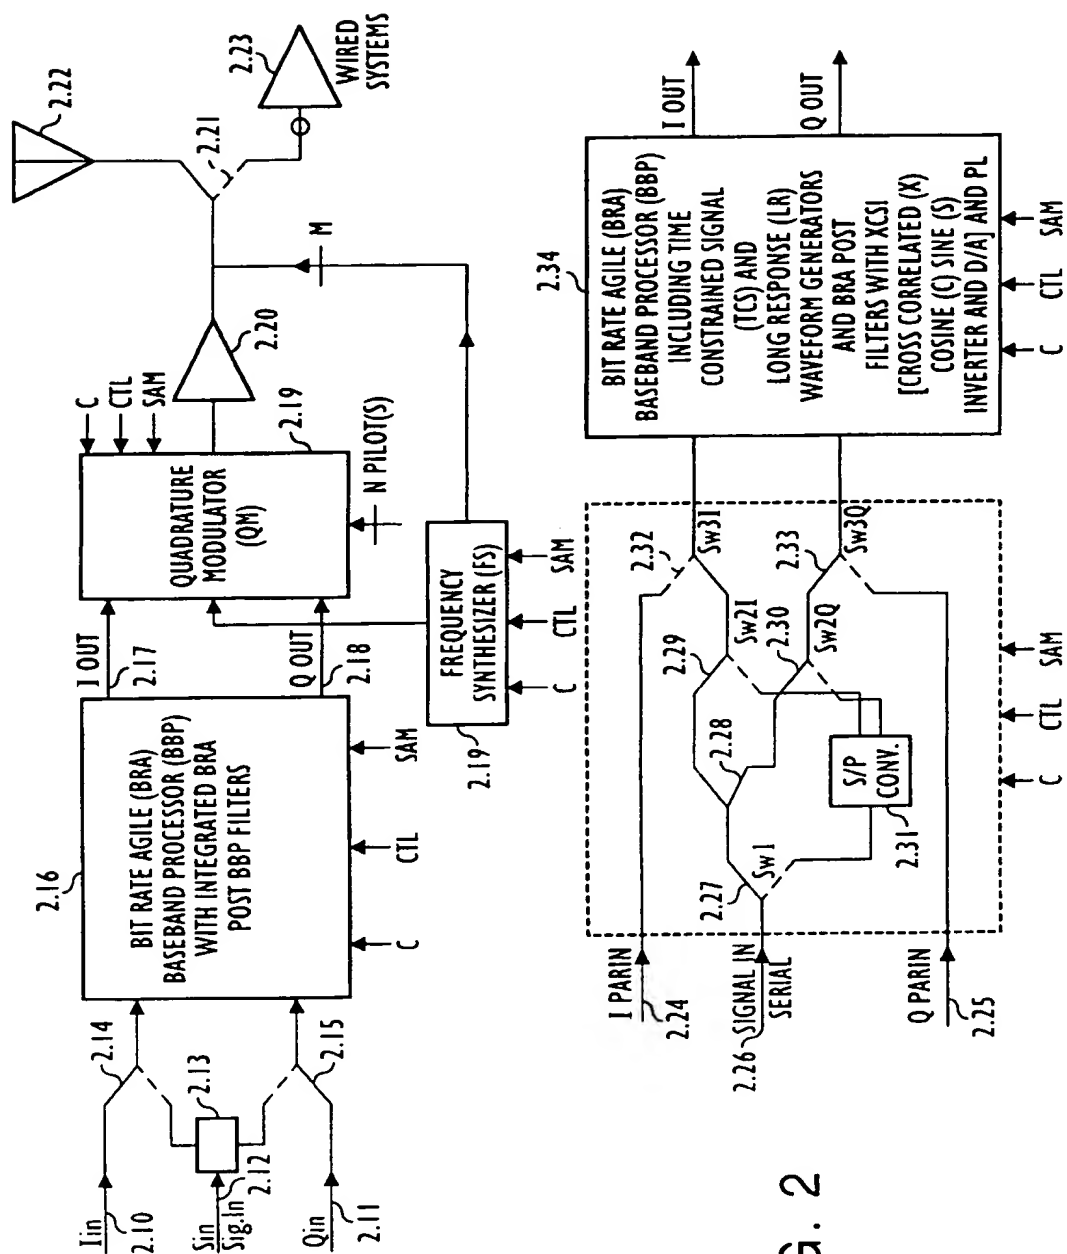 Iin
2.10
Sin
Sig.In
2.12
2.13
Qin
2.11
2.14
2.15
2.16
BIT RATE AGILE (BRA)
BASEBAND PROCESSOR (BBP)
WITH INTEGRATED BRA
POST BBP FILTERS
C
CTL
SAM
I OUT
2.17
Q OUT
2.18
QUADRATURE
MODULATOR
(QM)
C
CTL
SAM
2.19
N PILOT(S)
FREQUENCY
SYNTHESIZER (FS)
2.19
C
CTL
SAM
2.20
M
2.21
2.22
2.23
WIRED
SYSTEMS
I PARIN
2.24
2.26
SIGNAL IN
SERIAL
Q PARIN
2.25
2.27
Sw1
2.28
2.29
Sw2I
2.30
Sw2Q
S/P
CONV.
2.31
2.32
Sw3I
2.33
Sw3Q
C
CTL
SAM
2.34
BIT RATE AGILE (BRA)
BASEBAND PROCESSOR (BBP)
INCLUDING TIME
CONSTRAINED SIGNAL
(TCS) AND
LONG RESPONSE (LR)
WAVEFORM GENERATORS
AND BRA POST
FILTERS WITH XCSI
[CROSS CORRELATED (X)
COSINE (C) SINE (S)
INVERTER AND D/A] AND PL
C
CTL
SAM
I OUT
Q OUT
G. 2